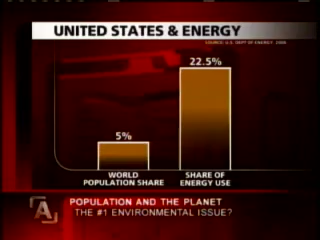 UNITED STATES & ENERGY
SOURCE: U.S. DEPT OF ENERGY, 2008
22.5%
5%
WORLD
POPULATION SHARE
SHARE OF
ENERGY USE
A
POPULATION AND THE PLANET
THE #1 ENVIRONMENTAL ISSUE?